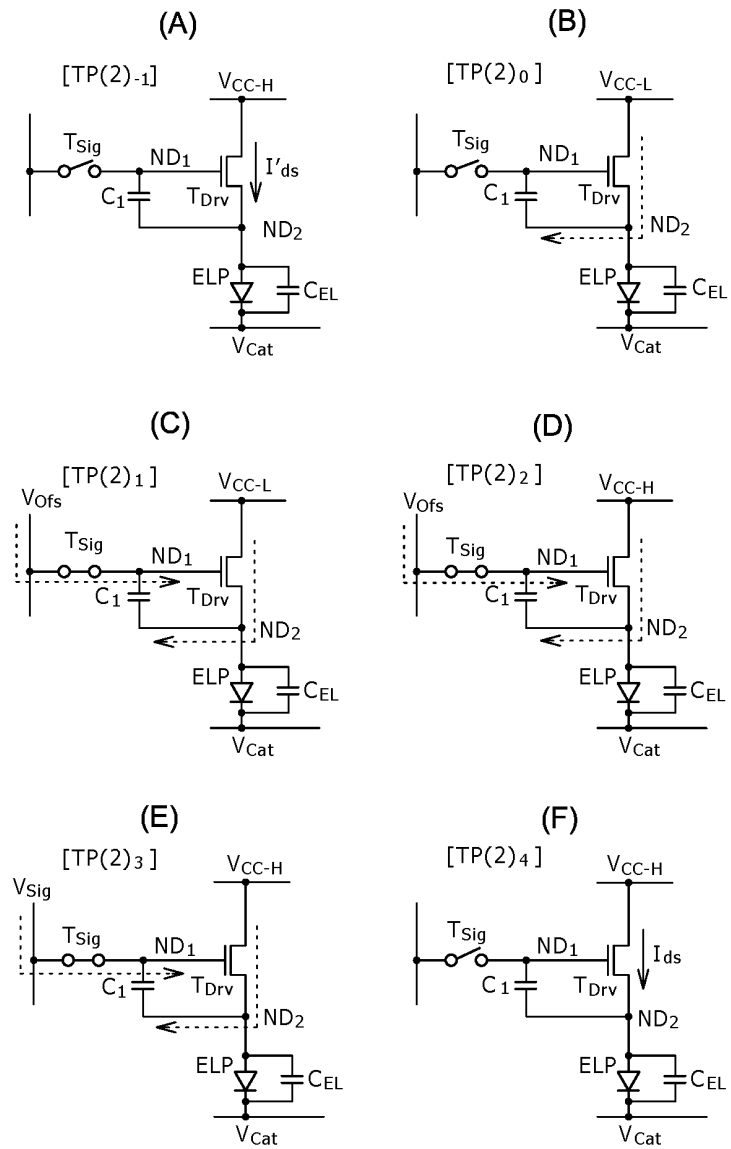 (A)
[TP(2)-1]
VCC-H
TSig
ND1
I'ds
C1
TDrv
ND2
ELP
CEL
VCat
(B)
[TP(2)0]
VCC-L
TSig
ND1
C1
TDrv
ND2
ELP
CEL
VCat
(C)
[TP(2)1]
VOfs
VCC-L
TSig
ND1
C1
TDrv
ND2
ELP
CEL
VCat
(D)
[TP(2)2]
VOfs
VCC-H
TSig
ND1
C1
TDrv
ND2
ELP
CEL
VCat
(E)
[TP(2)3]
VSig
VCC-H
TSig
ND1
C1
TDrv
ND2
ELP
CEL
VCat
(F)
[TP(2)4]
VCC-H
TSig
ND1
Ids
C1
TDrv
ND2
ELP
CEL
VCat